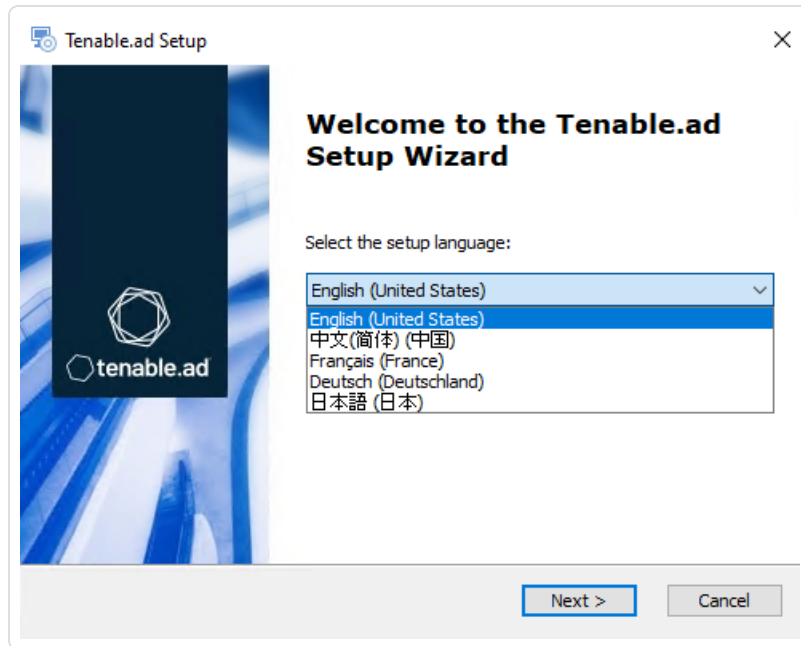 Tenable.ad Setup
Welcome to the Tenable.ad
Setup Wizard
Select the setup language:
English (United States)
English (United States)
中文(简体) (中国)
Français (France)
Deutsch (Deutschland)
日本語 (日本)
tenable.ad
Next >
Cancel